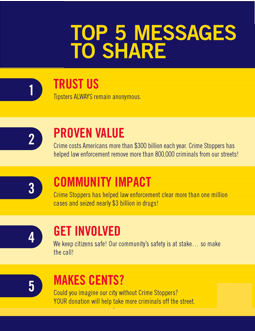 TOP 5 MESSAGES
TO SHARE
1
TRUST US
Tipsters ALWAYS remain anonymous.
2
PROVEN VALUE
Crime costs Americans more than $300 billion each year. Crime Stoppers has
helped law enforcement remove more than 800,000 criminals from our streets!
3
COMMUNITY IMPACT
Crime Stoppers has helped law enforcement clear more than one million
cases and seized nearly $3 billion in drugs!
4
GET INVOLVED
We keep citizens safe! Our community's safety is at stake... so make
the call!
5
MAKES CENTS?
Could you imagine our city without Crime Stoppers?
YOUR donation will help take more criminals off the street.